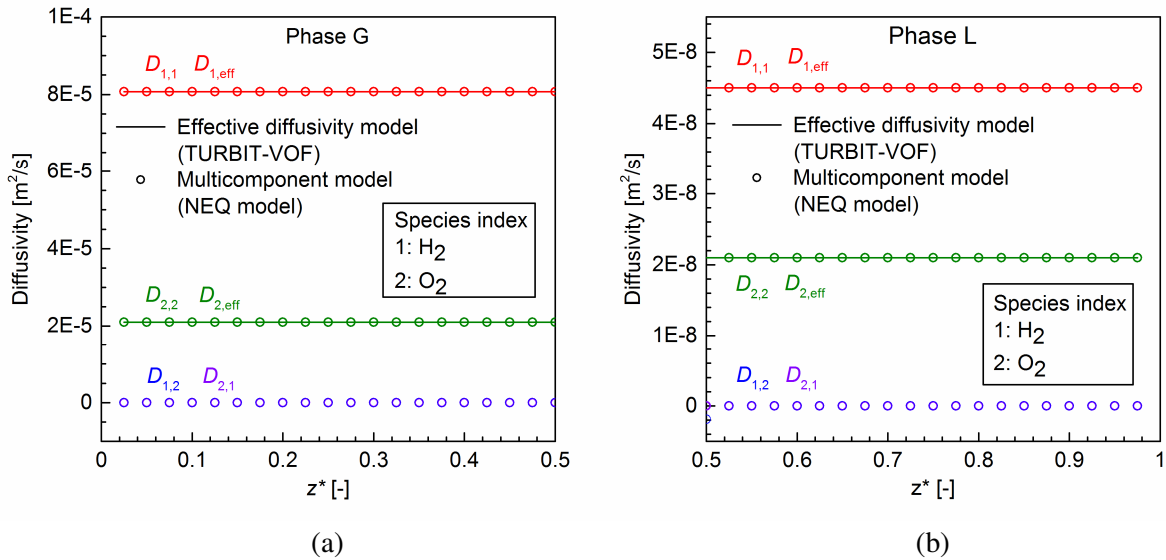 1E-4
8E-5
6E-5
4E-5
2E-5
0
Diffusivity [m²/s]
Phase G
D₁,₁ D₁,eff
Effective diffusivity model
(TURBIT-VOF)
Multicomponent model
(NEQ model)
Species index
1: H₂
2: O₂
D₂,₂ D₂,eff
D₁,₂ D₂,₁
0 0.1 0.2 0.3 0.4 0.5
z* [-]
(a)
5E-8
4E-8
3E-8
2E-8
1E-8
0
Diffusivity [m²/s]
Phase L
D₁,₁ D₁,eff
Effective diffusivity model
(TURBIT-VOF)
Multicomponent model
(NEQ model)
D₂,₂ D₂,eff
Species index
1: H₂
2: O₂
D₁,₂ D₂,₁
0.5 0.6 0.7 0.8 0.9 1
z* [-]
(b)